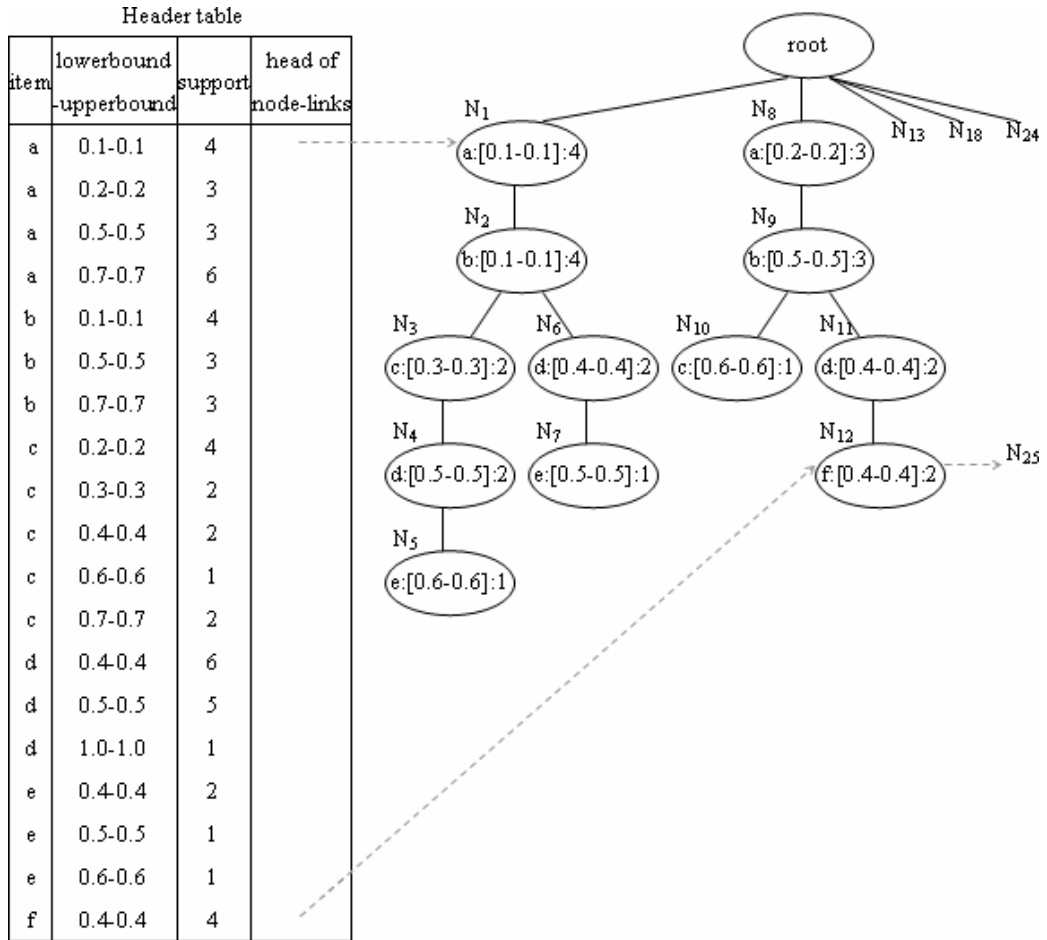 Header table
item lowerbound -upperbound support head of node-links
a 0.1-0.1 4
a 0.2-0.2 3
a 0.5-0.5 3
a 0.7-0.7 6
b 0.1-0.1 4
b 0.5-0.5 3
b 0.7-0.7 3
c 0.2-0.2 4
c 0.3-0.3 2
c 0.4-0.4 2
c 0.6-0.6 1
c 0.7-0.7 2
d 0.4-0.4 6
d 0.5-0.5 5
d 1.0-1.0 1
e 0.4-0.4 2
e 0.5-0.5 1
e 0.6-0.6 1
f 0.4-0.4 4
root
N1 N8 N13 N18 N24
a:[0.1-0.1]:4 a:[0.2-0.2]:3
N2 N9
b:[0.1-0.1]:4 b:[0.5-0.5]:3
N3 N6 N10 N11
c:[0.3-0.3]:2 d:[0.4-0.4]:2 c:[0.6-0.6]:1 d:[0.4-0.4]:2
N4 N7 N12 N25
d:[0.5-0.5]:2 e:[0.5-0.5]:1 f:[0.4-0.4]:2
N5
e:[0.6-0.6]:1